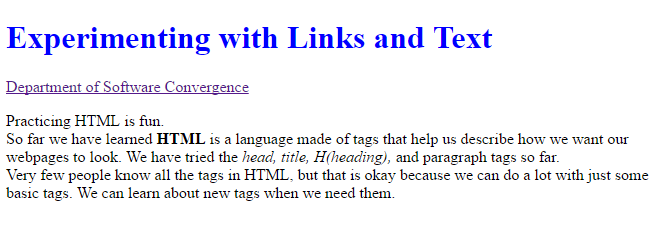 Experimenting with Links and Text
Department of Software Convergence
Practicing HTML is fun.
So far we have learned HTML is a language made of tags that help us describe how we want our
webpages to look. We have tried the head, title, H(heading), and paragraph tags so far.
Very few people know all the tags in HTML, but that is okay because we can do a lot with just some
basic tags. We can learn about new tags when we need them.